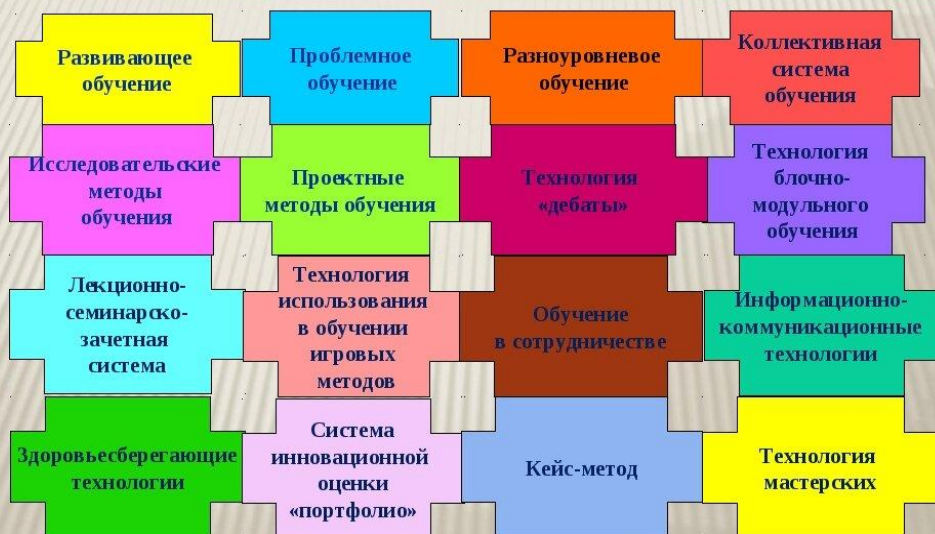 Развивающее
обучение
Проблемное
обучение
Разноуровневое
обучение
Коллективная
система
обучения
Исследовательские
методы
обучения
Проектные
методы обучения
Технология
«дебаты»
Технология
блочно-
модульного
обучения
Лекционно-
семинарско-
зачетная
система
Технология
использования
в обучении
игровых
методов
Обучение
в сотрудничестве
Информационно-
коммуникационные
технологии
Здоровьесберегающие
технологии
Система
инновационной
оценки
«портфолио»
Кейс-метод
Технология
мастерских